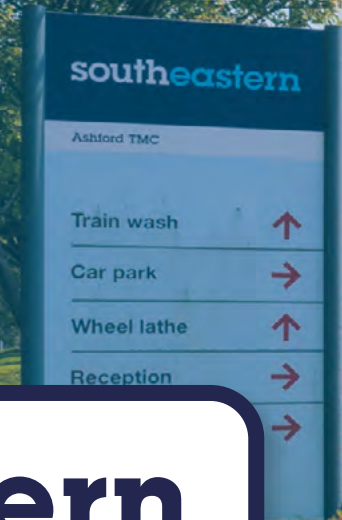 southeastern
Ashford TMC
Train wash ↑
Car park →
Wheel lathe ↑
Reception →
→
ern